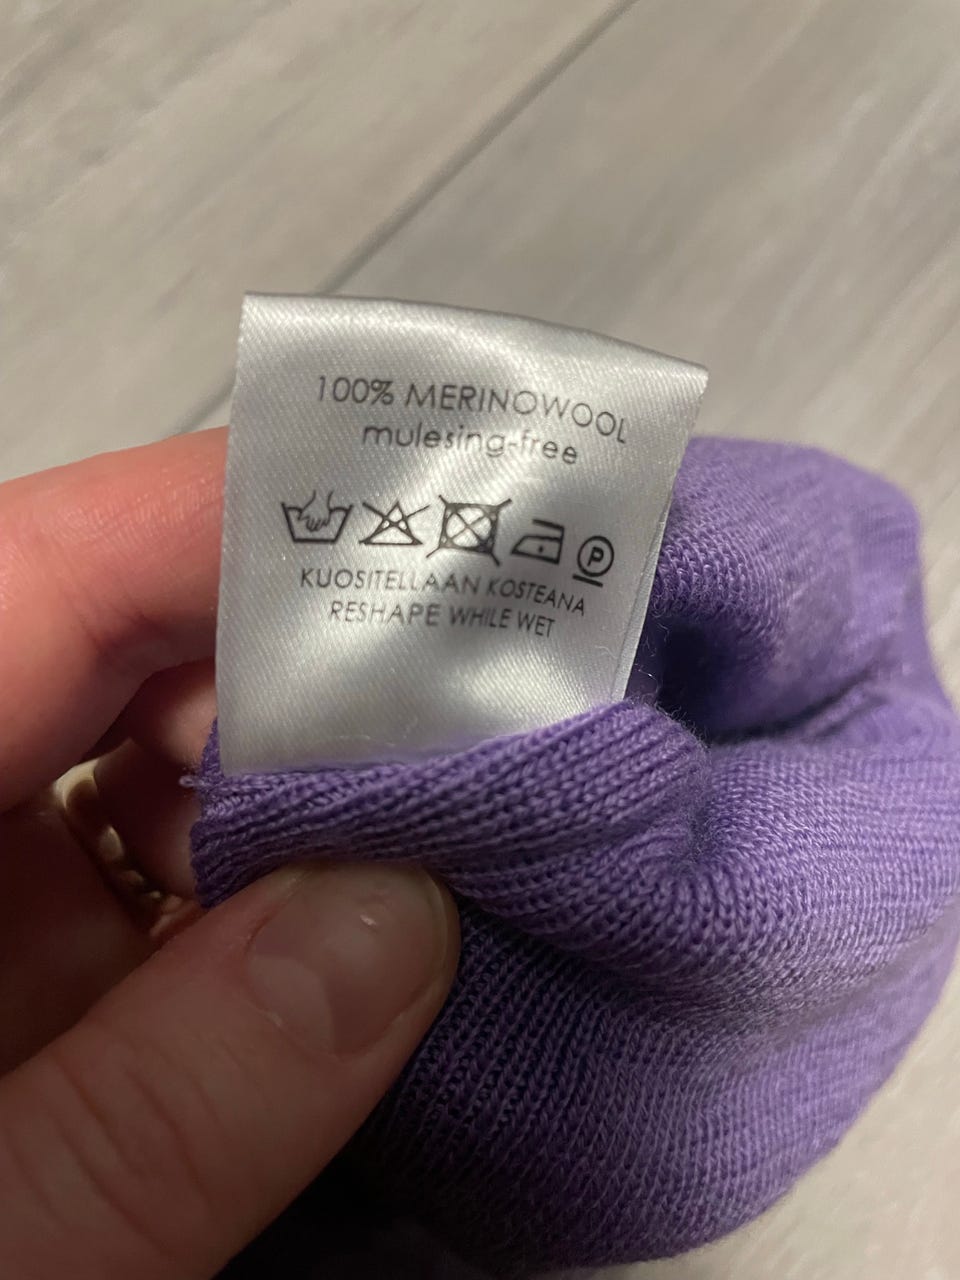 100% MERINOWOOL
mulesing-free
P
KUOSITELLAAN KOSTEANA
RESHAPE WHILE WET